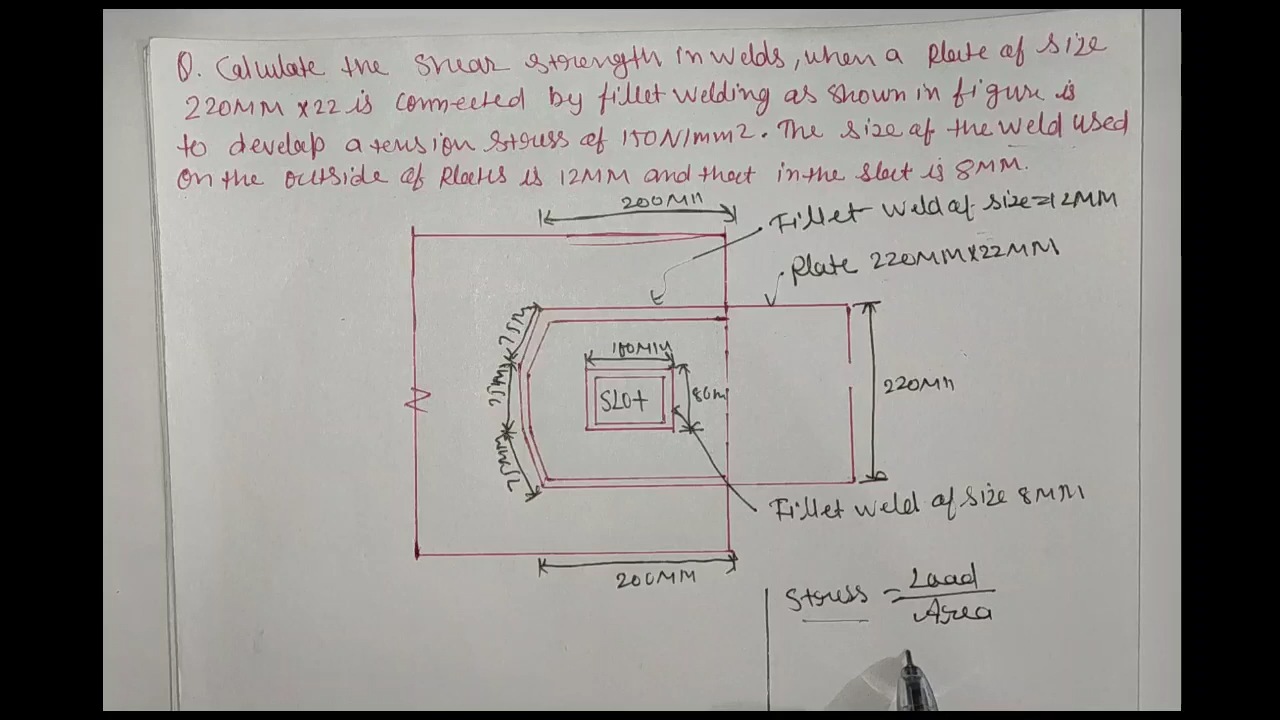 Q. Calculate the Shear strength in welds, when a Plate of size
220MM x22 is connected by fillet welding as shown in figure is
to develop a tension stress of 150N/mm2. The size of the weld used
on the outside of Plates is 12MM and that in the slot is 8MM.
200MM
Fillet weld of size=12MM
Plate 220MMx22MM
75M
100MM
75MM
SLOT
80m
220MM
75MM
Fillet weld of size 8MM
200MM
Stress = Load
Area